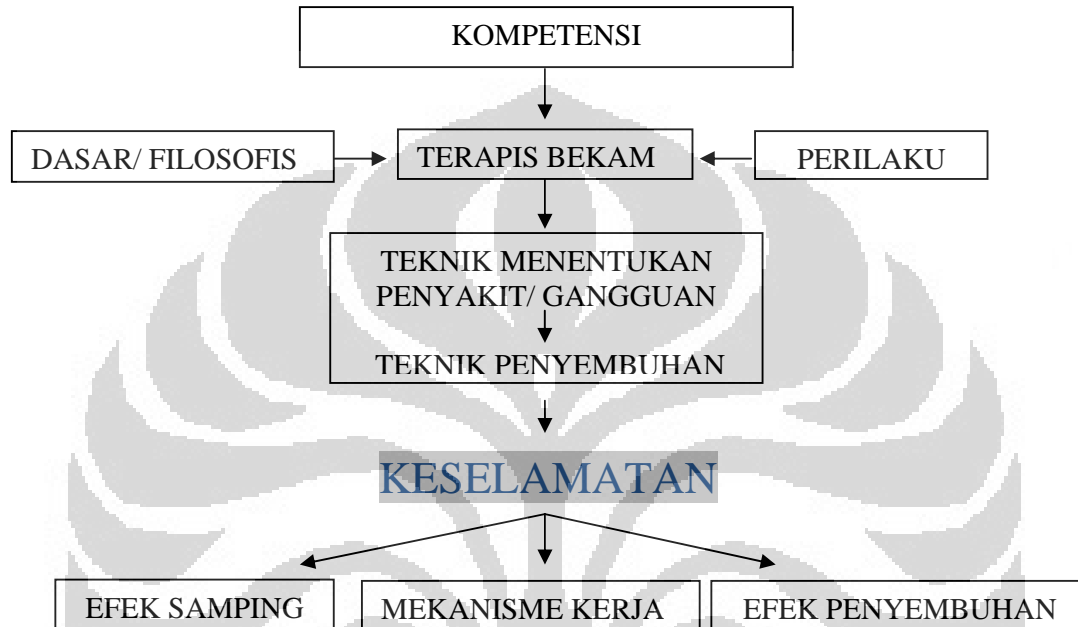 KOMPETENSI
DASAR/ FILOSOFIS
TERAPIS BEKAM
PERILAKU
TEKNIK MENENTUKAN
PENYAKIT/ GANGGUAN
TEKNIK PENYEMBUHAN
KESELAMATAN
EFEK SAMPING
MEKANISME KERJA
EFEK PENYEMBUHAN